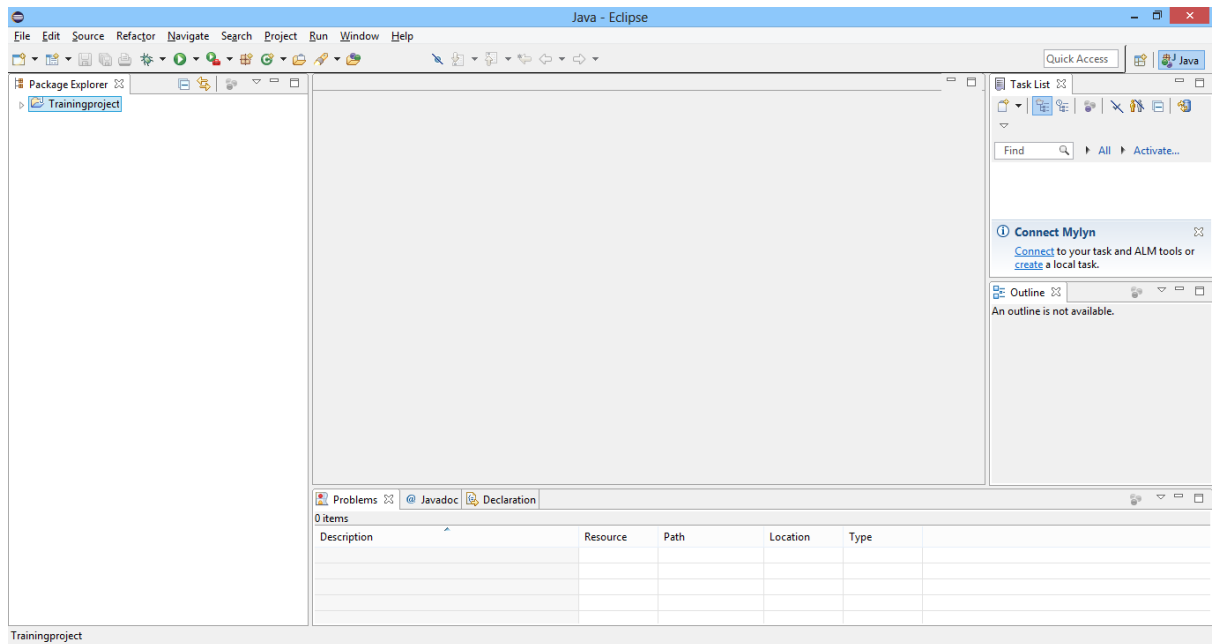 Java - Eclipse
File Edit Source Refactor Navigate Search Project Run Window Help
Quick Access
Java
Package Explorer
Trainingproject
Task List
Find
All
Activate...
Connect Mylyn
Connect to your task and ALM tools or
create a local task.
Outline
An outline is not available.
Problems @ Javadoc Declaration
0 items
Description Resource Path Location Type
Trainingproject